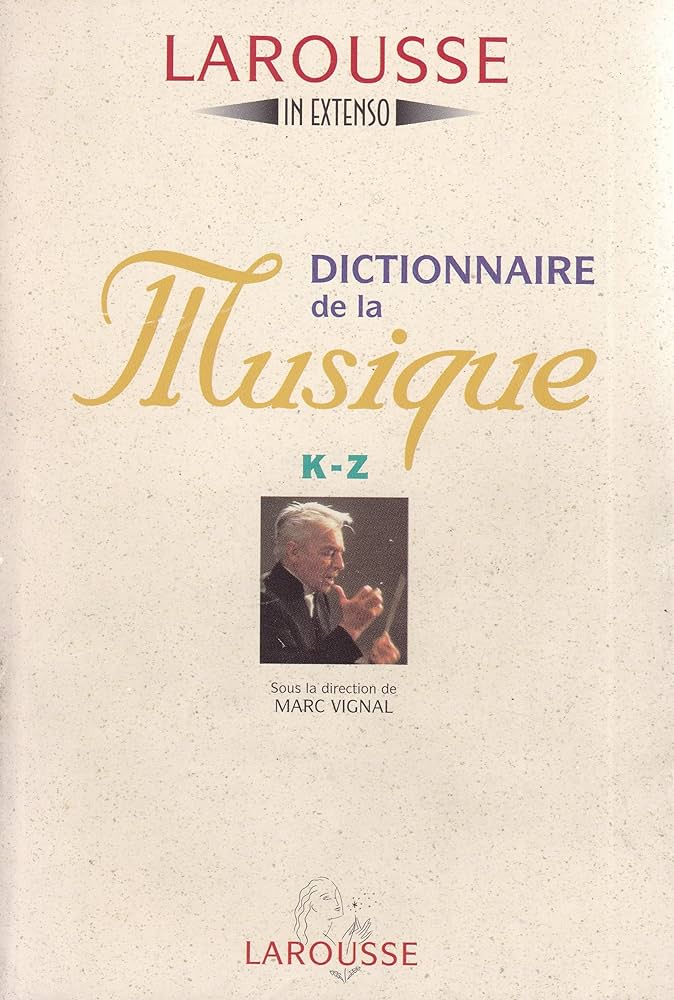 LAROUSSE
IN EXTENSO
DICTIONNAIRE
de la
Musique
K-Z
Sous la direction de
MARC VIGNAL
LAROUSSE